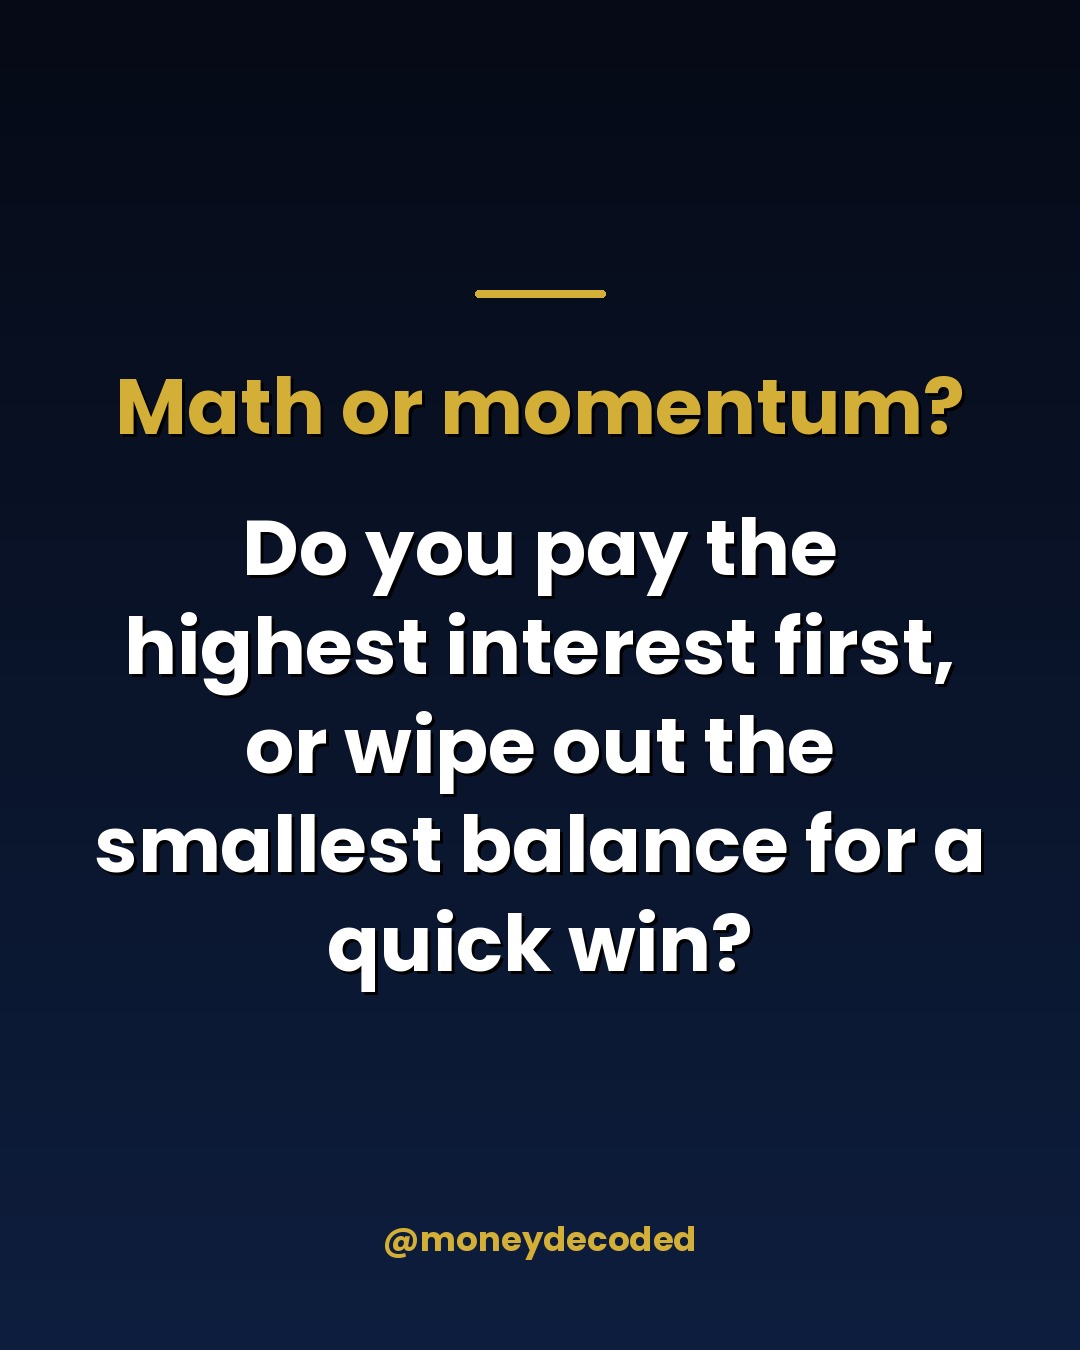 Math or momentum?
Do you pay the
highest interest first,
or wipe out the
smallest balance for a
quick win?
@moneydecoded